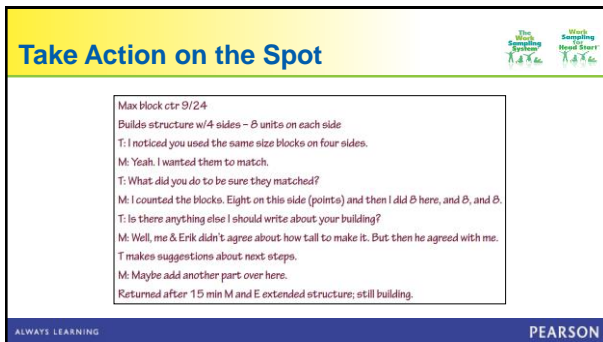 Take Action on the Spot
The
Work
Sampling
System
Work
Sampling
for
Head Start
Max block ctr 9/24
Builds structure w/4 sides – 8 units on each side
T: I noticed you used the same size blocks on four sides.
M: Yeah. I wanted them to match.
T: What did you do to be sure they matched?
M: I counted the blocks. Eight on this side (points) and then I did 8 here, and 8, and 8.
T: Is there anything else I should write about your building?
M: Well, me & Erik didn't agree about how tall to make it. But then he agreed with me.
T makes suggestions about next steps.
M: Maybe add another part over here.
Returned after 15 min M and E extended structure; still building.
ALWAYS LEARNING
PEARSON